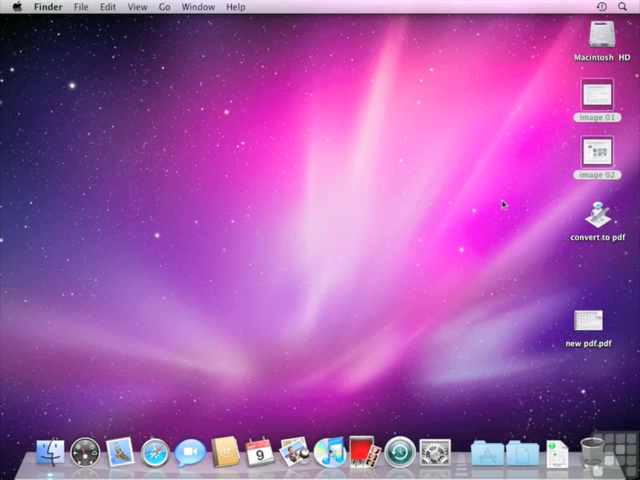 Finder File Edit View Go Window Help
Macintosh HD
image 01
image 02
convert to pdf
new pdf.pdf
9